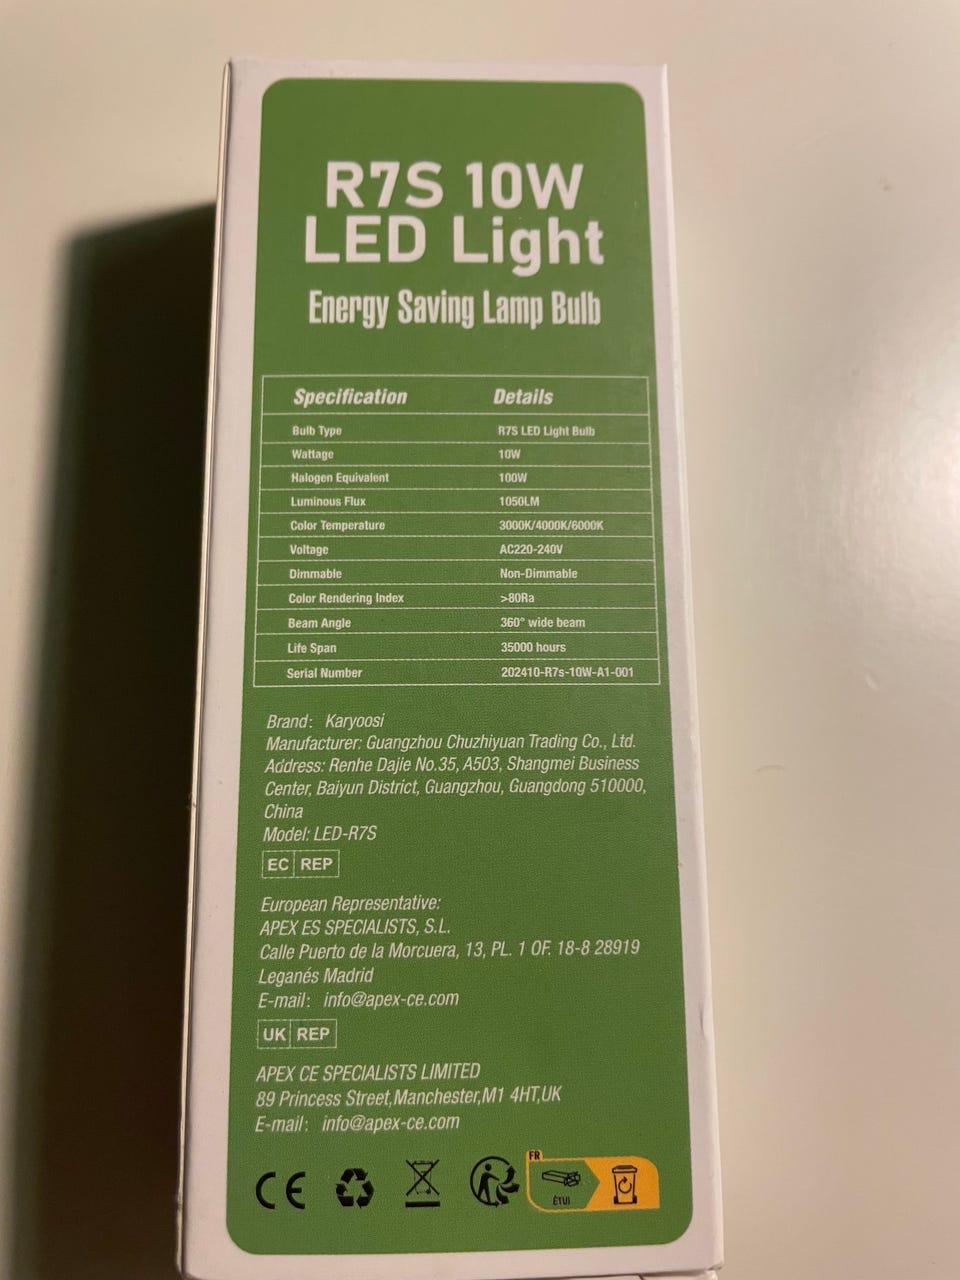 R7S 10W
LED Light
Energy Saving Lamp Bulb
Specification Details
Bulb Type R7S LED Light Bulb
Wattage 10W
Halogen Equivalent 100W
Luminous Flux 1050LM
Color Temperature 3000K/4000K/6000K
Voltage AC220-240V
Dimmable Non-Dimmable
Color Rendering Index >80Ra
Beam Angle 360° wide beam
Life Span 35000 hours
Serial Number 202410-R7s-10W-A1-001
Brand: Karyoosi
Manufacturer: Guangzhou Chuzhiyuan Trading Co., Ltd.
Address: Renhe Dajie No.35, A503, Shangmei Business
Center, Baiyun District, Guangzhou, Guangdong 510000,
China
Model: LED-R7S
EC REP
European Representative:
APEX ES SPECIALISTS, S.L.
Calle Puerto de la Morcuera, 13, PL. 1 OF. 18-8 28919
Leganés Madrid
E-mail: info@apex-ce.com
UK REP
APEX CE SPECIALISTS LIMITED
89 Princess Street,Manchester,M1 4HT,UK
E-mail: info@apex-ce.com
CE
FR
ÉTUI